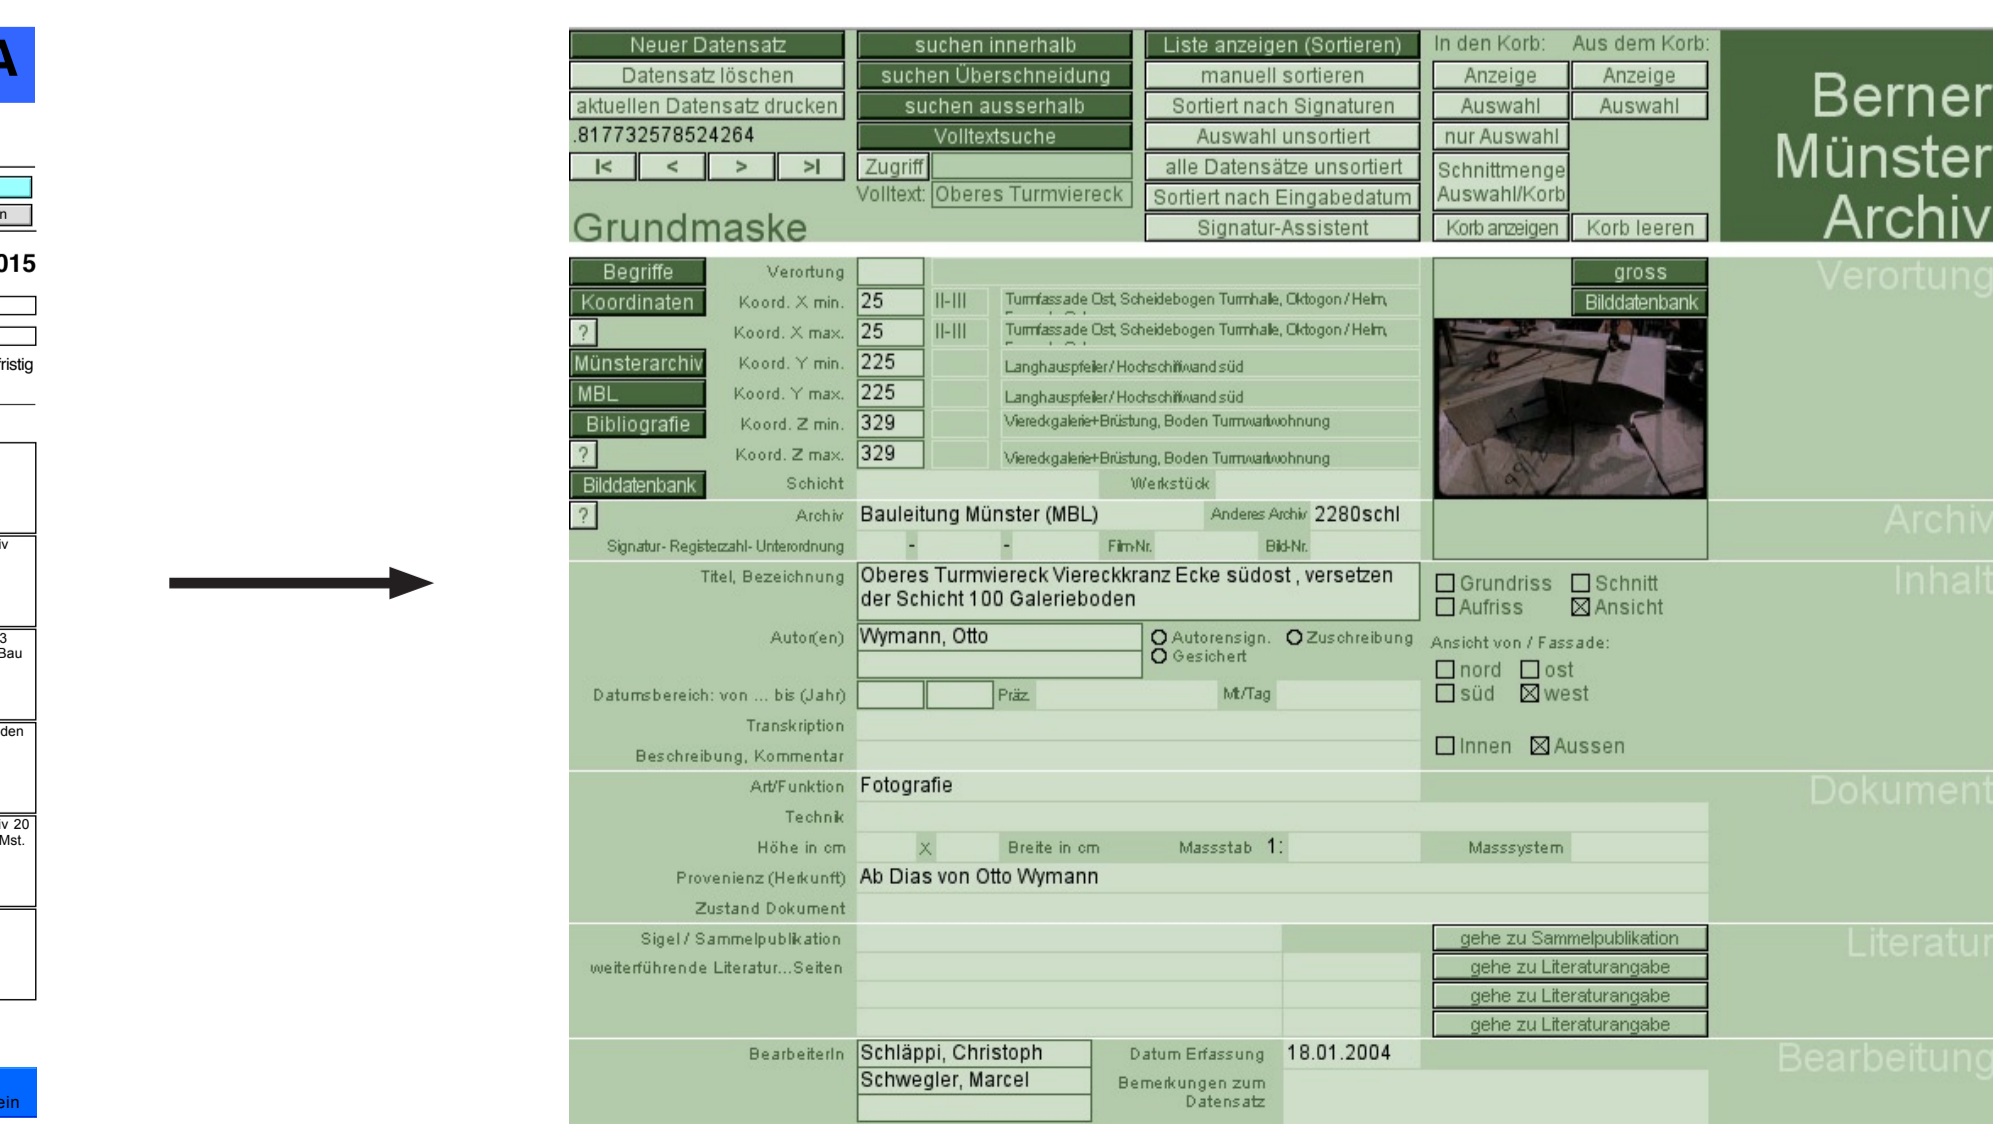 A
n
015
ristig
iv
3
Bau
den
iv 20
Mst.
ein
Neuer Datensatz
suchen innerhalb
Liste anzeigen (Sortieren)
In den Korb:
Aus dem Korb:
Datensatz löschen
suchen Überschneidung
manuell sortieren
Anzeige
Anzeige
aktuellen Datensatz drucken
suchen ausserhalb
Sortiert nach Signaturen
Auswahl
Auswahl
.817732578524264
Volltextsuche
Auswahl unsortiert
nur Auswahl
|< < > >|
Zugriff
alle Datensätze unsortiert
Schnittmenge
Auswahl/Korb
Volltext: Oberes Turmviereck
Sortiert nach Eingabedatum
Grundmaske
Signatur-Assistent
Korb anzeigen
Korb leeren
Berner
Münster
Archiv
Begriffe
Verortung
gross
Verortung
Koordinaten
Koord. X min. 25 II-III Turmfassade Ost, Scheidebogen Turmhalle, Oktogon / Helm,
Bilddatenbank
?
Koord. X max. 25 II-III Turmfassade Ost, Scheidebogen Turmhalle, Oktogon / Helm,
Münsterarchiv
Koord. Y min. 225 Langhauspfeiler / Hochschiffwand süd
MBL
Koord. Y max. 225 Langhauspfeiler / Hochschiffwand süd
Bibliografie
Koord. Z min. 329 Viereckgalerie+Brüstung, Boden Turmwartwohnung
?
Koord. Z max. 329 Viereckgalerie+Brüstung, Boden Turmwartwohnung
Bilddatenbank
Schicht
Werkstück
?
Archiv Bauleitung Münster (MBL) Anderes Archiv 2280schl
Archiv
Signatur- Registerzahl- Unterordnung - - Film-Nr. Bild-Nr.
Titel, Bezeichnung Oberes Turmviereck Viereckkranz Ecke südost , versetzen
der Schicht 100 Galerieboden
Grundriss Schnitt
Aufriss Ansicht
Inhalt
Autor(en) Wymann, Otto Autorensign. Zuschreibung
Gesichert
Ansicht von / Fassade:
nord ost
süd west
Datumsbereich: von ... bis (Jahr) Präz. Mt/Tag
Transkription
Beschreibung, Kommentar
Innen Aussen
Art/Funktion Fotografie
Dokument
Technik
Höhe in cm X Breite in cm Massstab 1: Masssystem
Provenienz (Herkunft) Ab Dias von Otto Wymann
Zustand Dokument
Sigel / Sammelpublikation
gehe zu Sammelpublikation
Literatur
weiterführende Literatur...Seiten
gehe zu Literaturangabe
gehe zu Literaturangabe
gehe zu Literaturangabe
BearbeiterIn Schläppi, Christoph Datum Erfassung 18.01.2004
Bearbeitung
Schwegler, Marcel Bemerkungen zum
Datensatz